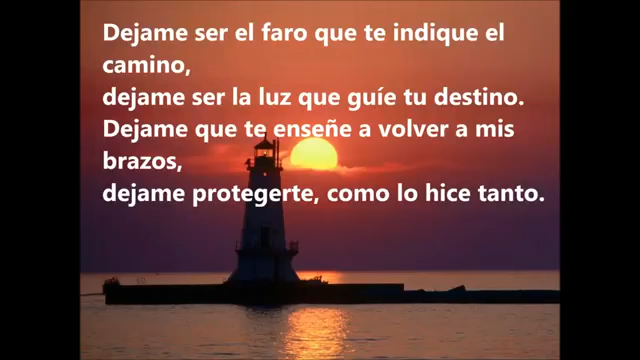 Dejame ser el faro que te indique el
camino,
dejame ser la luz que guíe tu destino.
Dejame que te enseñe a volver a mis
brazos,
dejame protegerte, como lo hice tanto.